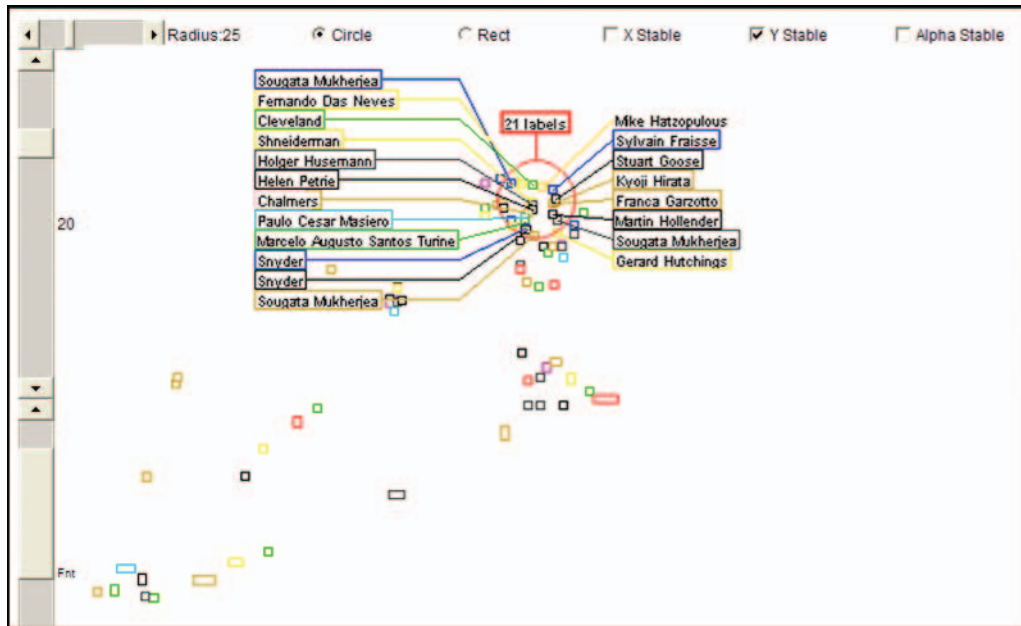 Radius:25 Circle Rect X Stable Y Stable Alpha Stable
Sougata Mukherjea
Fernando Das Neves
Cleveland
Shneiderman
Holger Husemann
Helen Petrie
Chalmers
Paulo Cesar Masiero
Marcelo Augusto Santos Turine
Snyder
Snyder
Sougata Mukherjea
21 labels
Mike Hatzopulous
Sylvain Fraisse
Stuart Goose
Kyoji Hirata
Franca Garzotto
Martin Hollender
Sougata Mukherjea
Gerard Hutchings
20
Fnt